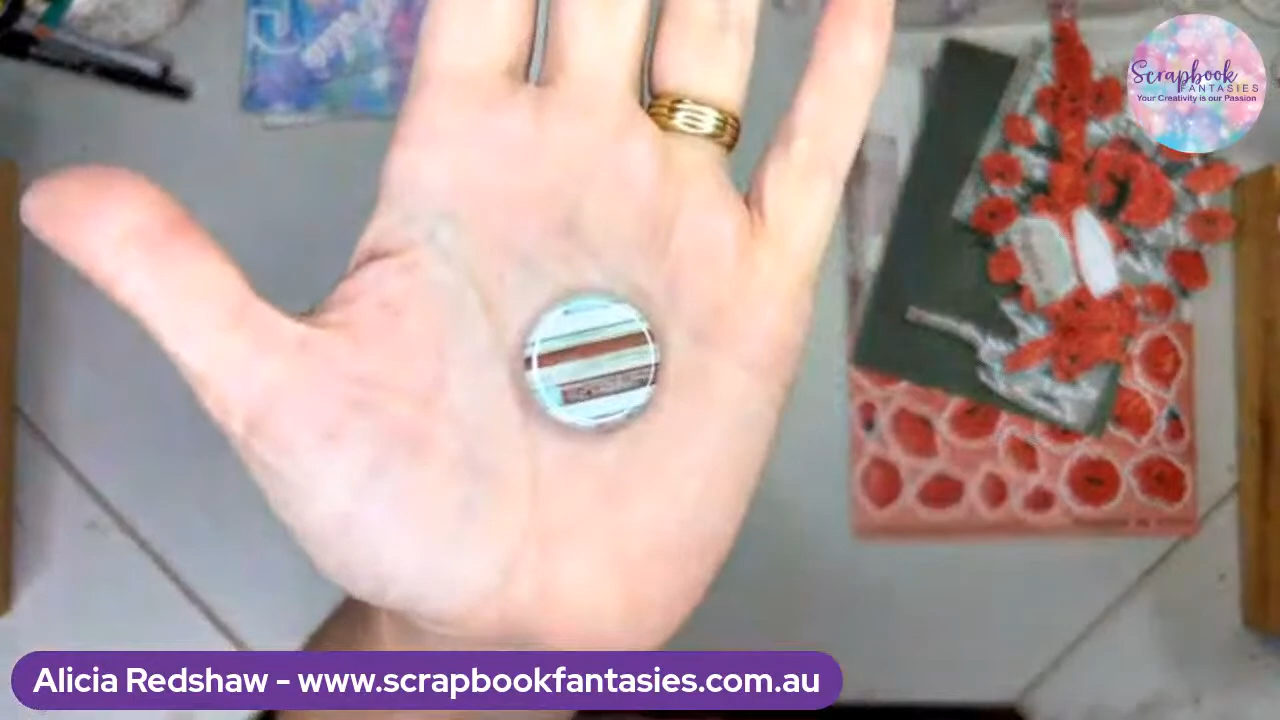 Scrapbook
FANTASIES
Your Creativity is our Passion
Alicia Redshaw - www.scrapbookfantasies.com.au